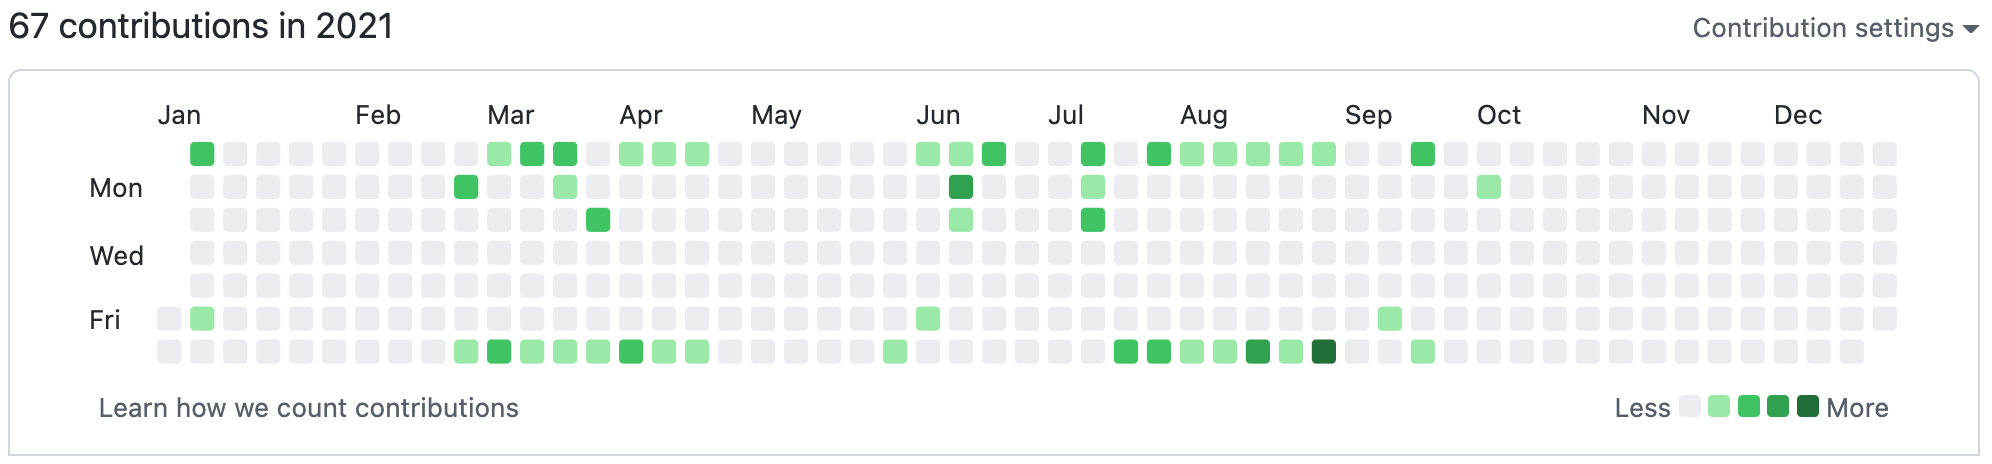 67 contributions in 2021
Contribution settings
Jan Feb Mar Apr May Jun Jul Aug Sep Oct Nov Dec
Mon
Wed
Fri
Learn how we count contributions
Less More